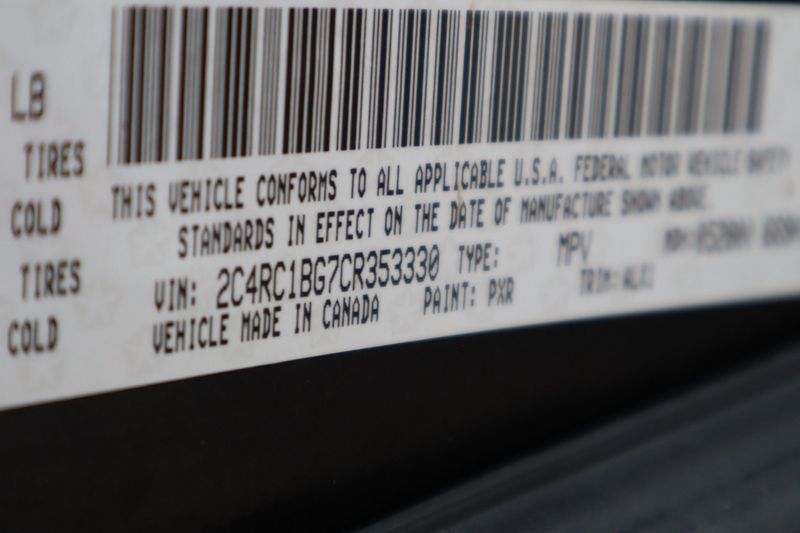 LB
TIRES
COLD
TIRES
COLD
THIS VEHICLE CONFORMS TO ALL APPLICABLE U.S.A. FEDERAL MOTOR VEHICLE SAFETY
STANDARDS IN EFFECT ON THE DATE OF MANUFACTURE SHOWN ABOVE.
VIN: 2C4RC1BG7CR353330 TYPE: MPV
VEHICLE MADE IN CANADA PAINT: PXR TRIM: